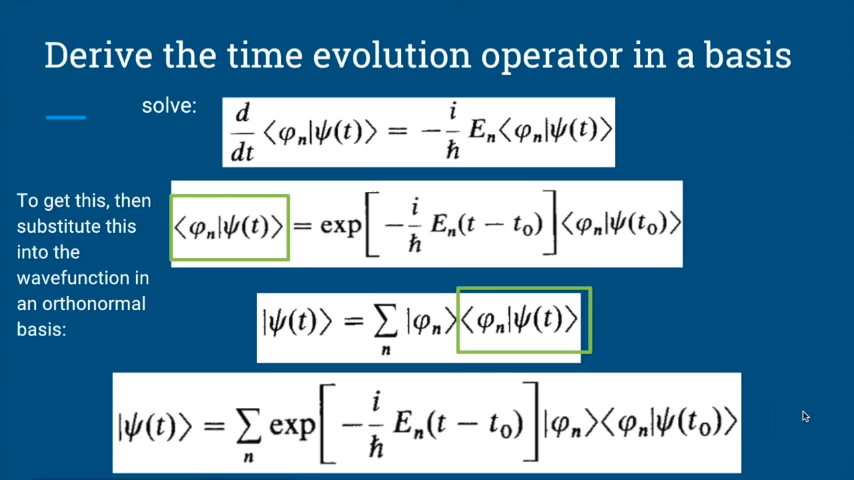 Derive the time evolution operator in a basis
solve:
d/dt ⟨φₙ|ψ(t)⟩ = −i/ħ Eₙ⟨φₙ|ψ(t)⟩
To get this, then
substitute this
into the
wavefunction in
an orthonormal
basis:
⟨φₙ|ψ(t)⟩ = exp[−i/ħ Eₙ(t − t₀)]⟨φₙ|ψ(t₀)⟩
|ψ(t)⟩ = ∑ₙ |φₙ⟩⟨φₙ|ψ(t)⟩
|ψ(t)⟩ = ∑ₙ exp[−i/ħ Eₙ(t − t₀)]|φₙ⟩⟨φₙ|ψ(t₀)⟩